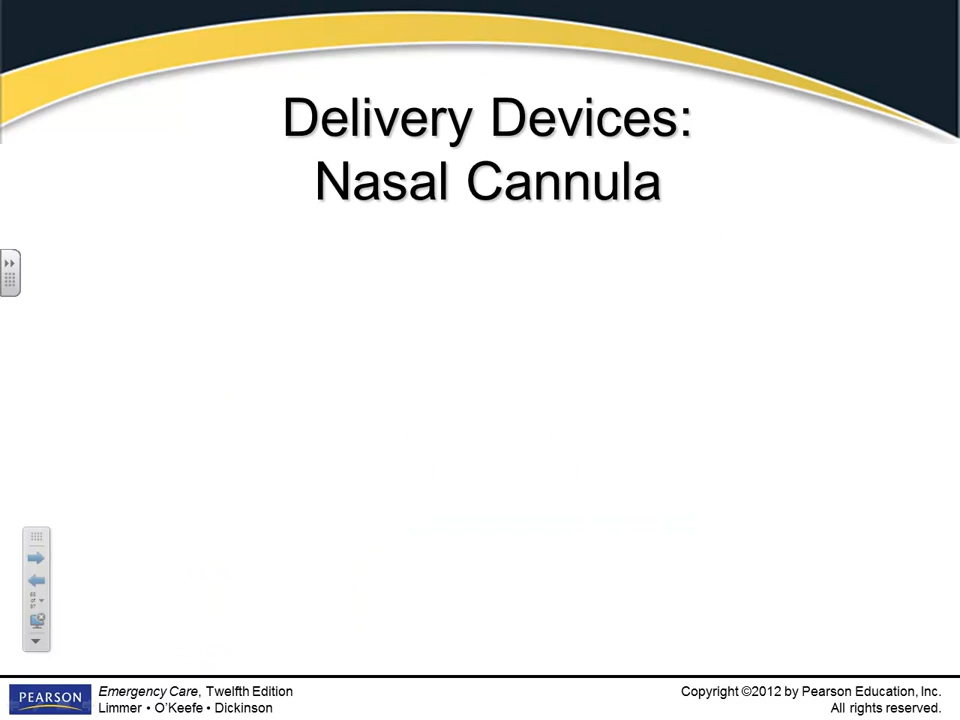 Delivery Devices:
Nasal Cannula
PEARSON
Emergency Care, Twelfth Edition
Limmer • O’Keefe • Dickinson
Copyright ©2012 by Pearson Education, Inc.
All rights reserved.